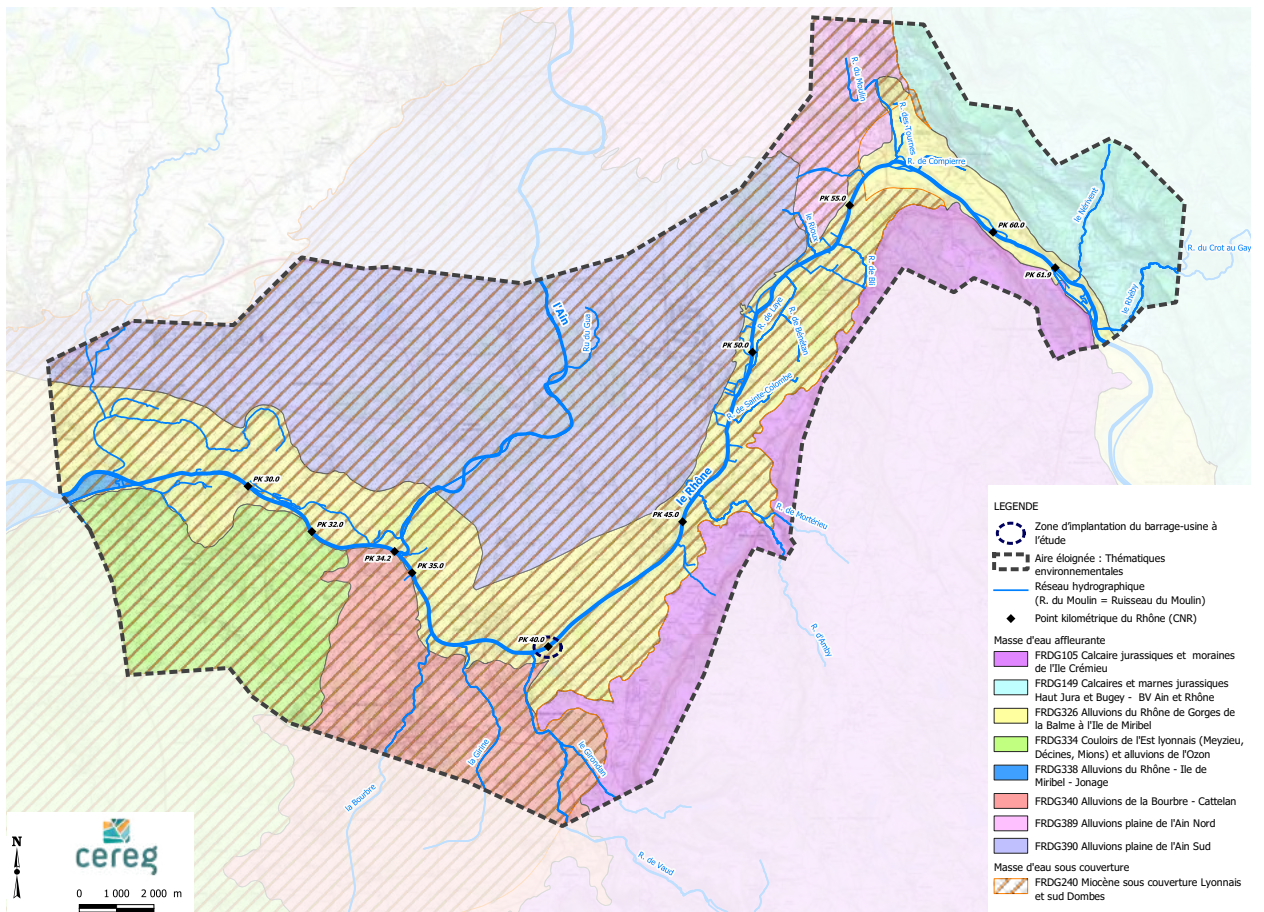 R. du Moulin
R. des Tournes
R. de Compierre
le Nérvent
R. du Crot au Gay
le Rhéby
PK 55.0
PK 60.0
PK 61.9
le Rioux
R. de Bli
l'Ain
Ru du Gua
R. de Laye
R. de Bénétan
PK 50.0
R. de Sainte-Colombe
le Rhône
PK 45.0
R. de Mortérieu
PK 30.0
PK 32.0
PK 34.2
PK 35.0
PK 40.0
R. d'Amby
la Girine
le Girondan
la Bourbre
R. de Vaud
LEGENDE
Zone d'implantation du barrage-usine à
l'étude
Aire éloignée : Thématiques
environnementales
Réseau hydrographique
(R. du Moulin = Ruisseau du Moulin)
Point kilométrique du Rhône (CNR)
Masse d'eau affleurante
FRDG105 Calcaire jurassiques et moraines
de l'Ile Crémieu
FRDG149 Calcaires et marnes jurassiques
Haut Jura et Bugey - BV Ain et Rhône
FRDG326 Alluvions du Rhône de Gorges de
la Balme à l'Ile de Miribel
FRDG334 Couloirs de l'Est lyonnais (Meyzieu,
Décines, Mions) et alluvions de l'Ozon
FRDG338 Alluvions du Rhône - Ile de
Miribel - Jonage
FRDG340 Alluvions de la Bourbre - Cattelan
FRDG389 Alluvions plaine de l'Ain Nord
FRDG390 Alluvions plaine de l'Ain Sud
Masse d'eau sous couverture
FRDG240 Miocène sous couverture Lyonnais
et sud Dombes
N
cereg
0 1 000 2 000 m